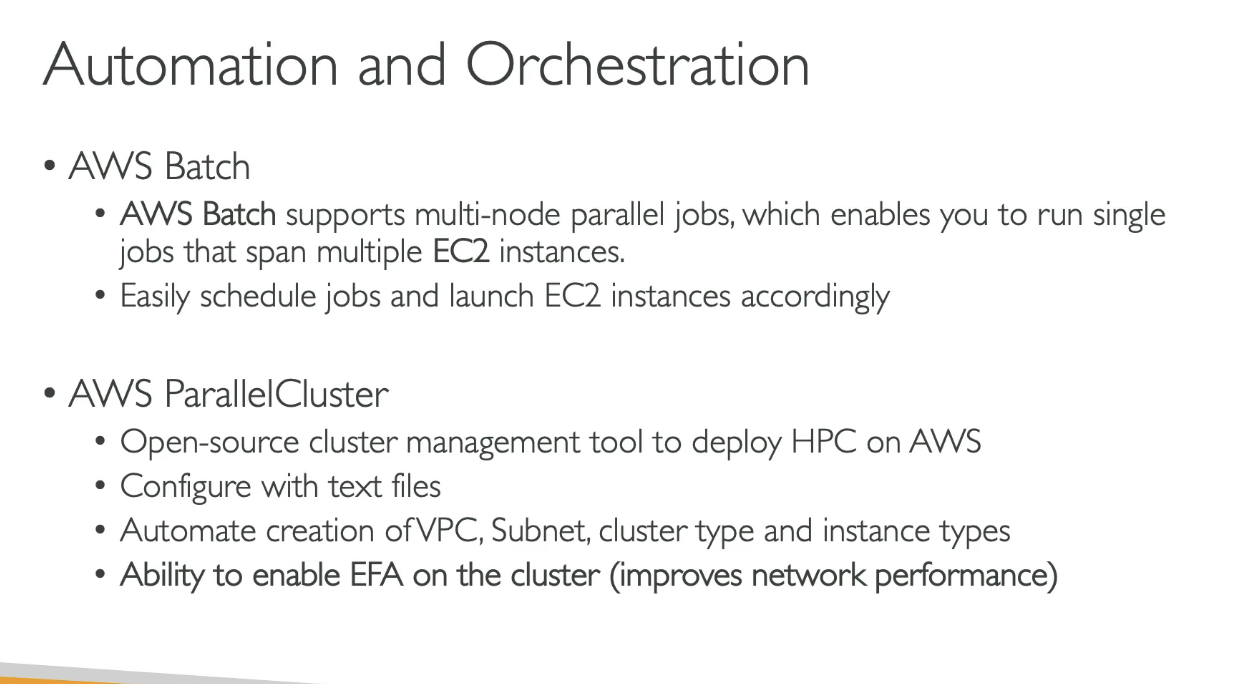 Automation and Orchestration
• AWS Batch
• AWS Batch supports multi-node parallel jobs, which enables you to run single
jobs that span multiple EC2 instances.
• Easily schedule jobs and launch EC2 instances accordingly
• AWS ParallelCluster
• Open-source cluster management tool to deploy HPC on AWS
• Configure with text files
• Automate creation of VPC, Subnet, cluster type and instance types
• Ability to enable EFA on the cluster (improves network performance)